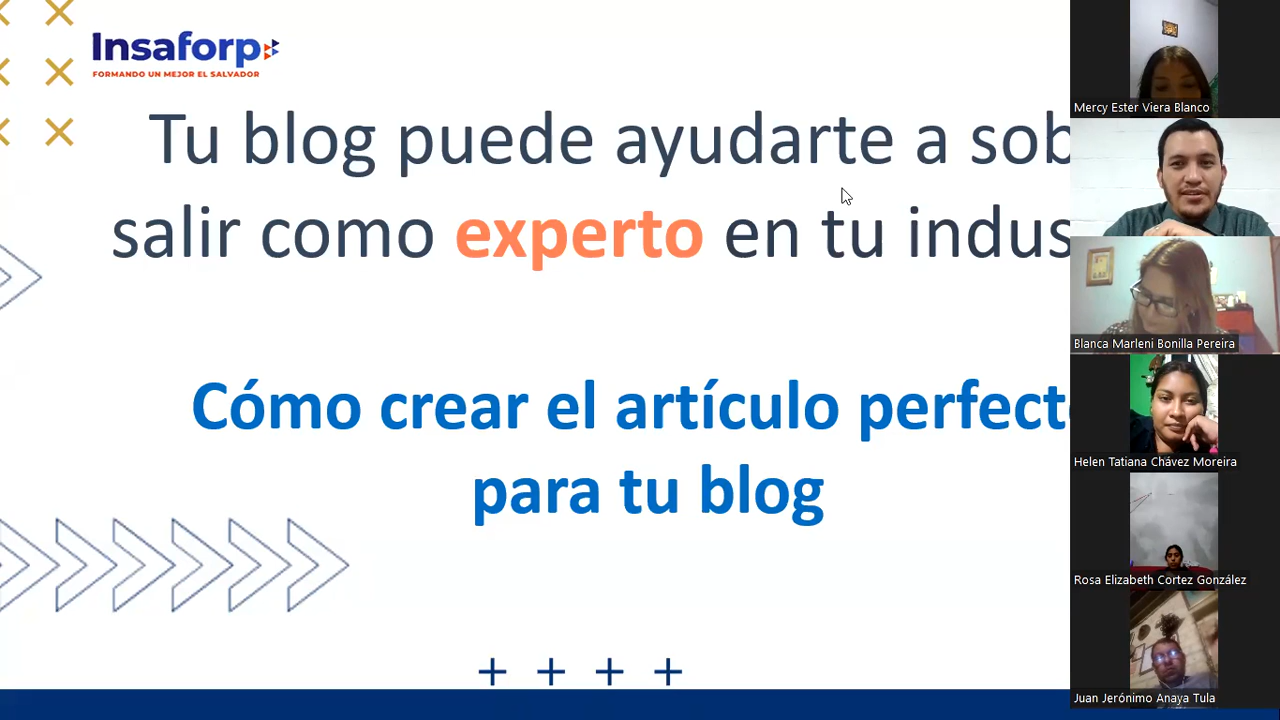 Insaforp
FORMANDO UN MEJOR EL SALVADOR
Tu blog puede ayudarte a sob
salir como experto en tu indus
Cómo crear el artículo perfecto
para tu blog
Mercy Ester Viera Blanco
Blanca Marleni Bonilla Pereira
Helen Tatiana Chávez Moreira
Rosa Elizabeth Cortez González
Juan Jerónimo Anaya Tula